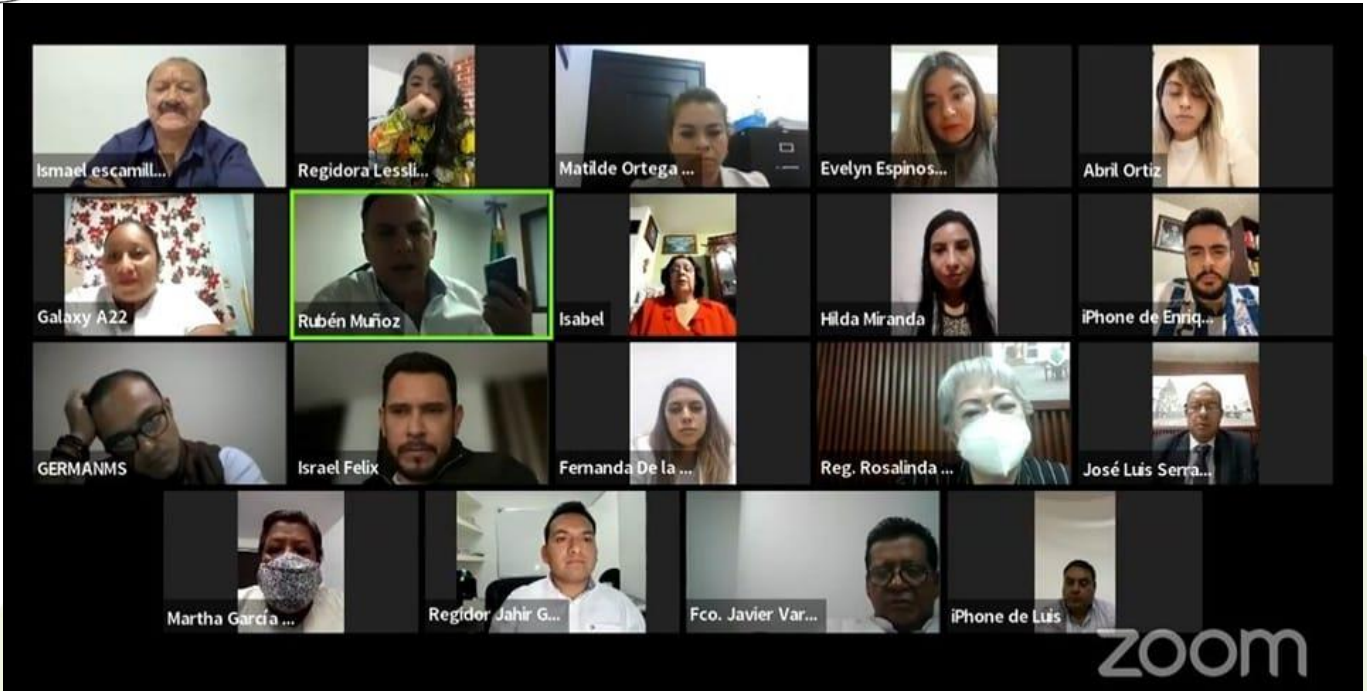 Ismael escamill...
Regidora Lessli...
Matilde Ortega ...
Evelyn Espinos...
Abril Ortiz
Galaxy A22
Rubén Muñoz
Isabel
Hilda Miranda
iPhone de Enriq...
GERMANMS
Israel Felix
Fernanda De la ...
Reg. Rosalinda ...
José Luis Serra...
Martha García ...
Regidor Jahir G...
Fco. Javier Var...
iPhone de Luis
zoom